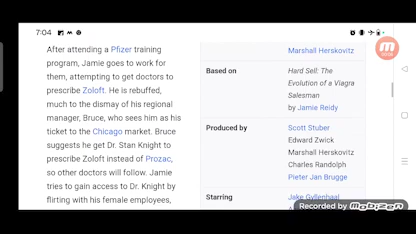 7:04
After attending a Pfizer training
program, Jamie goes to work for
them, attempting to get doctors to
prescribe Zoloft. He is rebuffed,
much to the dismay of his regional
manager, Bruce, who sees him as his
ticket to the Chicago market. Bruce
suggests he get Dr. Stan Knight to
prescribe Zoloft instead of Prozac,
so other doctors will follow. Jamie
tries to gain access to Dr. Knight by
flirting with his female employees,
Marshall Herskovitz
Based on
Hard Sell: The
Evolution of a Viagra
Salesman
by Jamie Reidy
Produced by
Scott Stuber
Edward Zwick
Marshall Herskovitz
Charles Randolph
Pieter Jan Brugge
Starring
Jake Gyllenhaal
Recorded by MobiZen